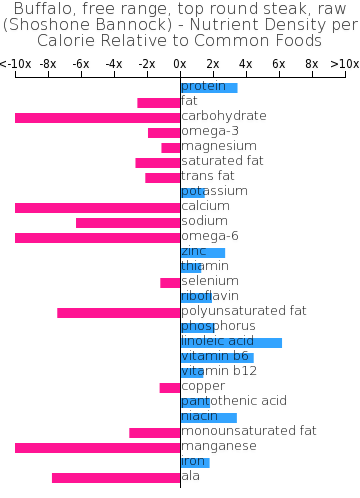 Buffalo, free range, top round steak, raw
(Shoshone Bannock) - Nutrient Density per
Calorie Relative to Common Foods
<-10x -8x -6x -4x -2x 0x 2x 4x 6x 8x >10x
protein
fat
carbohydrate
omega-3
magnesium
saturated fat
trans fat
potassium
calcium
sodium
omega-6
zinc
thiamin
selenium
riboflavin
polyunsaturated fat
phosphorus
linoleic acid
vitamin b6
vitamin b12
copper
pantothenic acid
niacin
monounsaturated fat
manganese
iron
ala